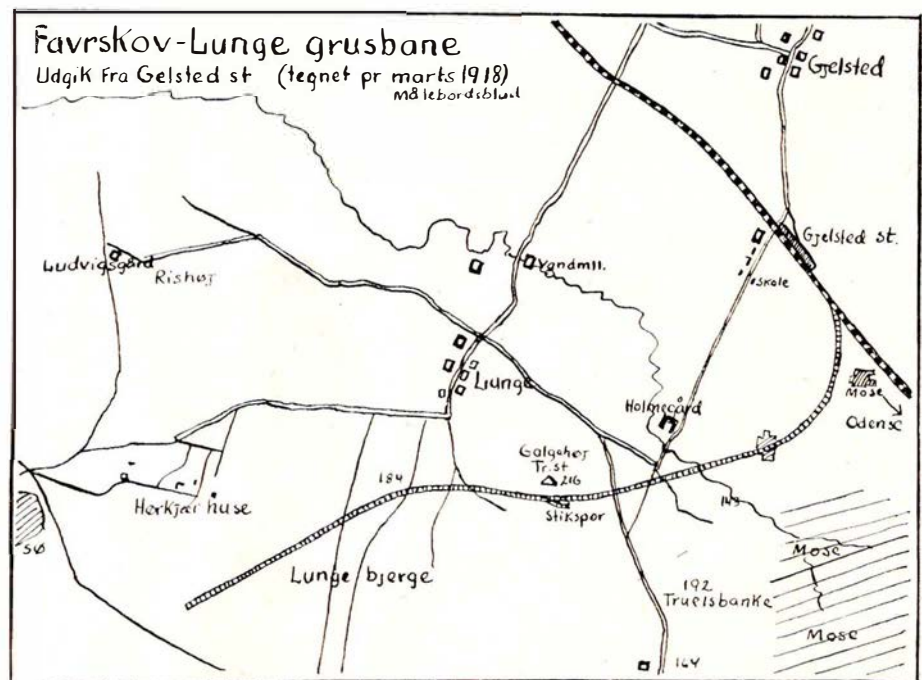 Favrskov-Lunge grusbane
Udgik Fra Gelsted st (tegnet pr marts 1918)
Målebordsblad
Gjelsted
Gjelsted st.
Skole
Vandmll.
Ludvigsgård
Rishøj
Lunge
Holmegård
Mose
Odense
Galgehøj
Tr.st
216
184
Stikspor
143
Herkjær huse
Sø
Lunge bjerge
192
Truelsbanke
Mose
Mose
164